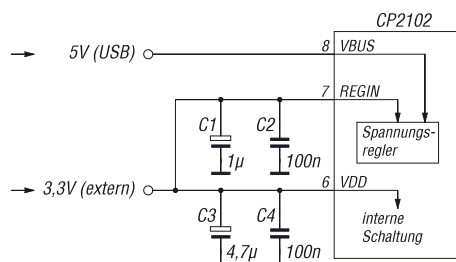 CP2102
5V (USB)
8 VBUS
7 REGIN
C1
1µ
C2
100n
Spannungs-
regler
3,3V (extern)
6 VDD
C3
4,7µ
C4
100n
interne
Schaltung